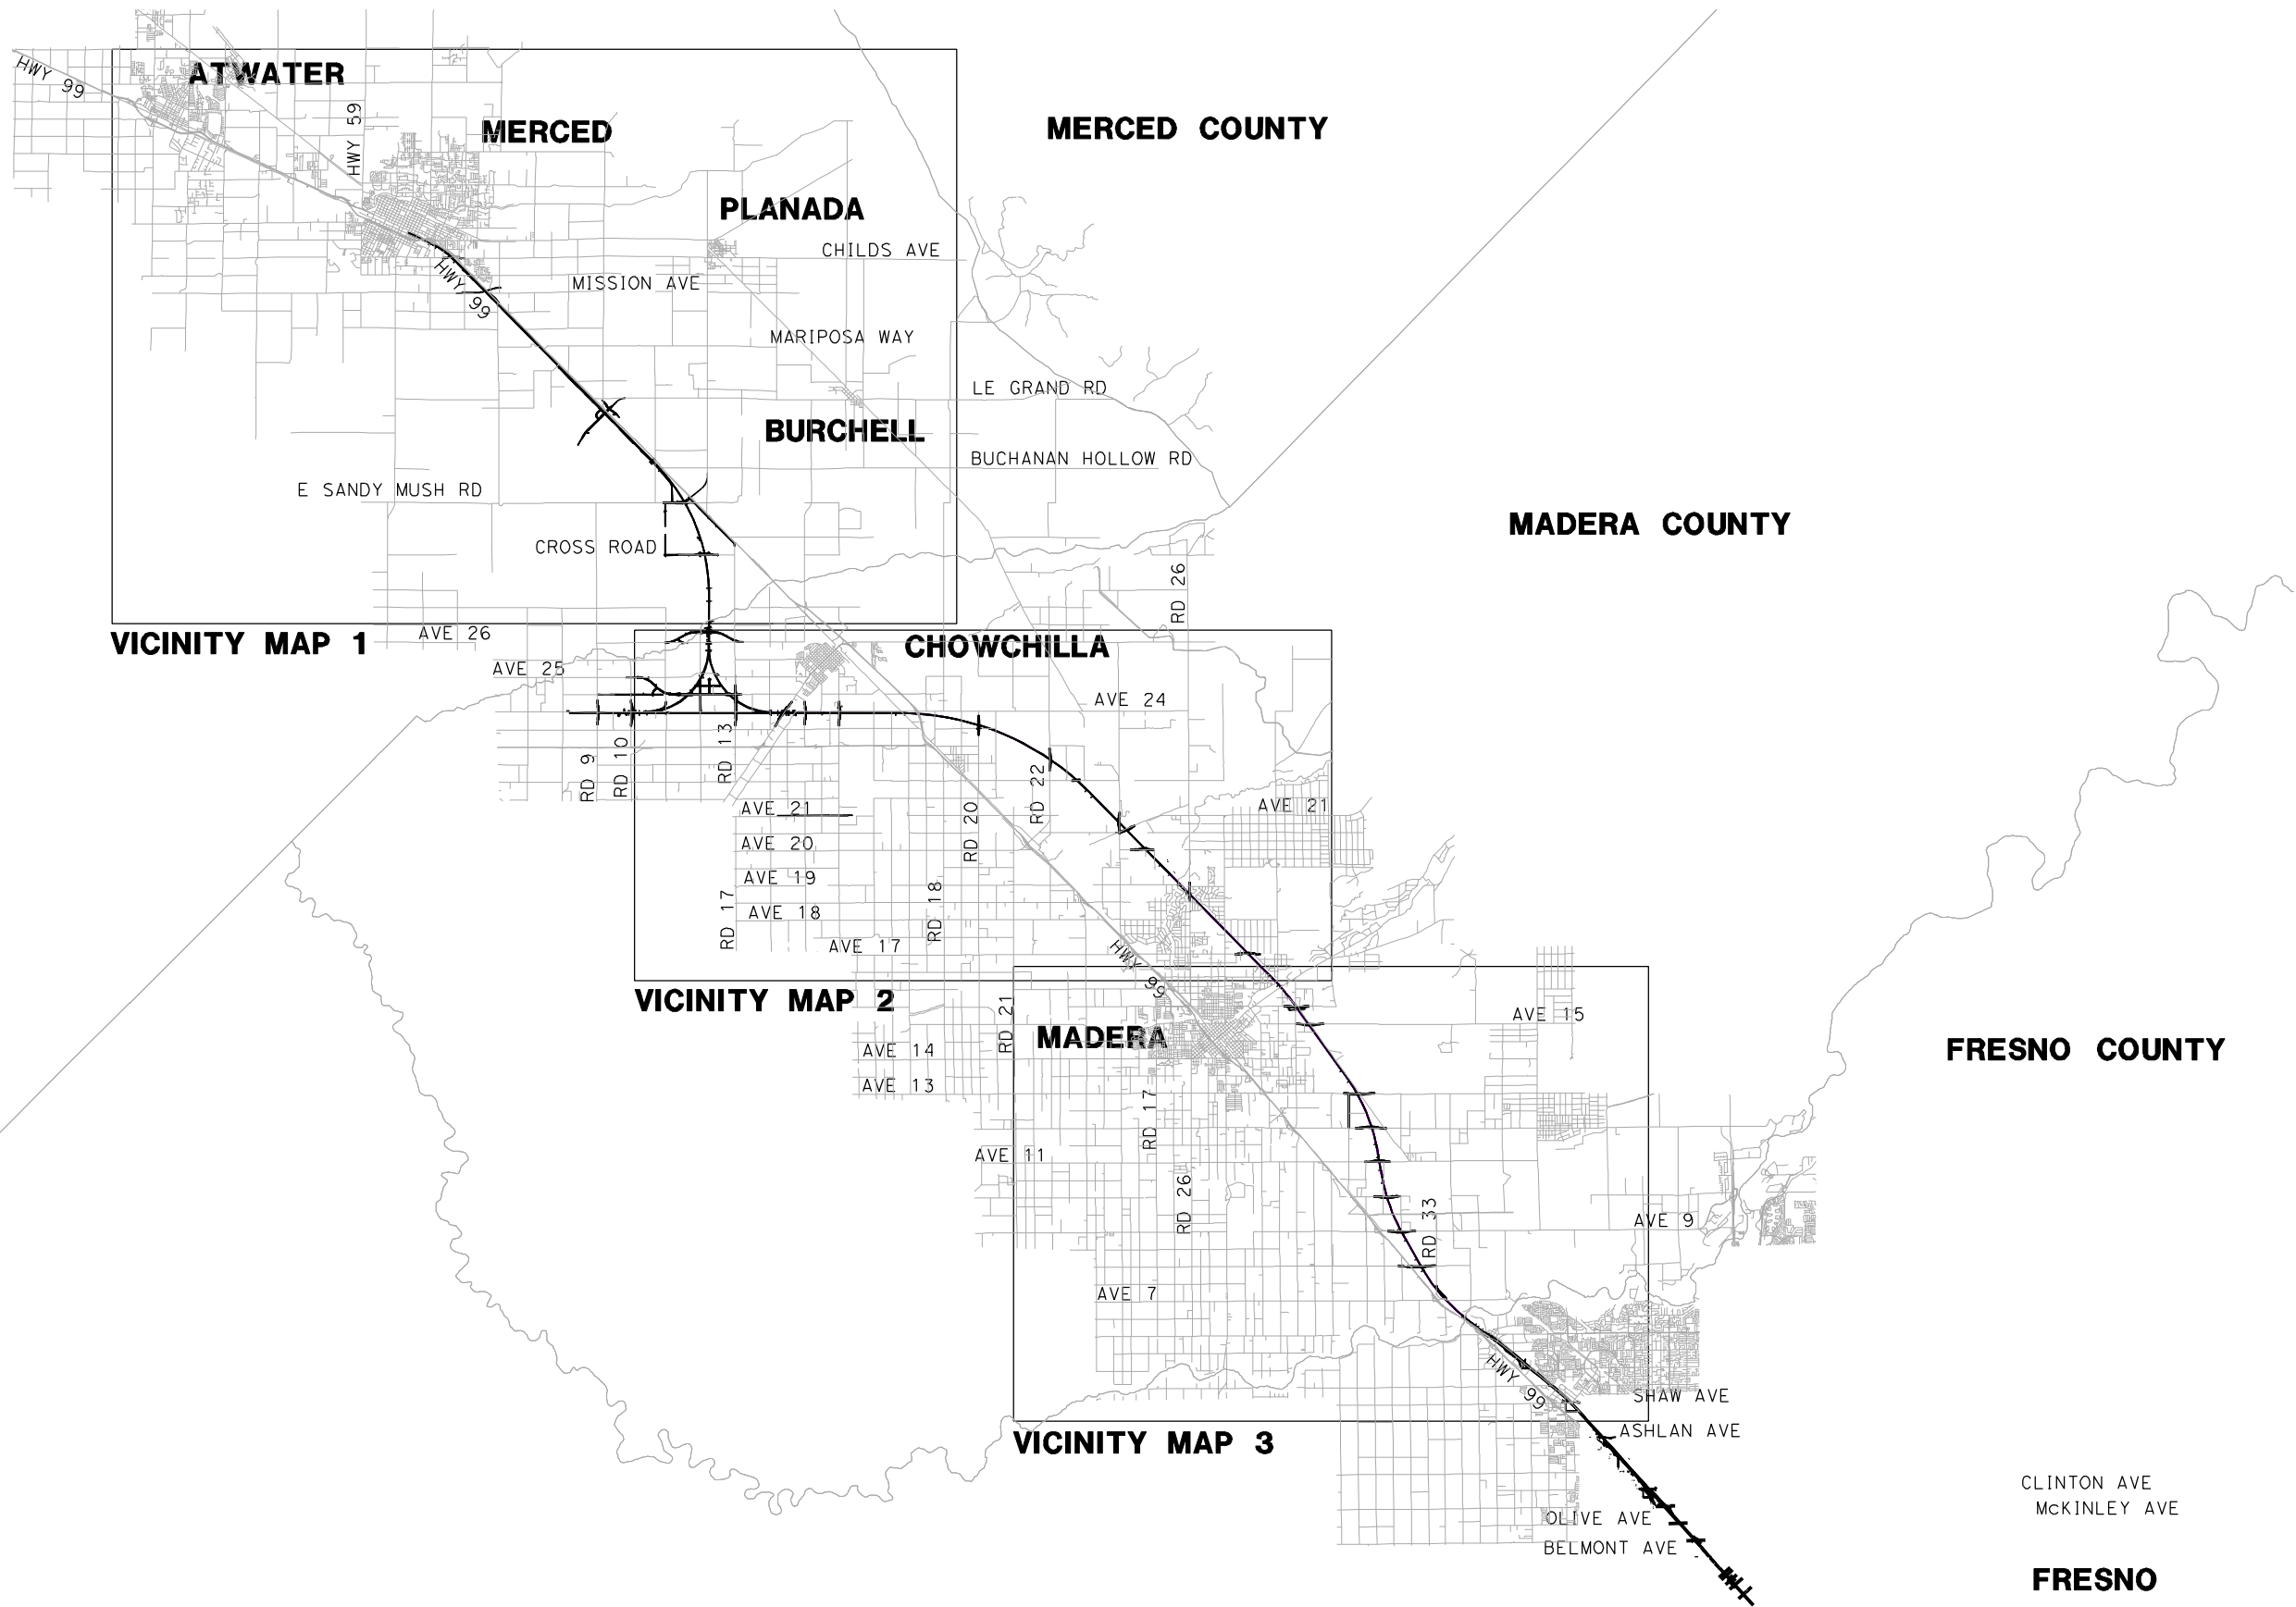 HWY 99
ATWATER
HWY 59
MERCED
MERCED COUNTY
PLANADA
CHILDS AVE
HWY 99
MISSION AVE
MARIPOSA WAY
LE GRAND RD
BURCHELL
BUCHANAN HOLLOW RD
E SANDY MUSH RD
MADERA COUNTY
CROSS ROAD
RD 26
AVE 26
VICINITY MAP 1
CHOWCHILLA
AVE 25
AVE 24
RD 9
RD 10
RD 13
RD 22
AVE 21
AVE 21
RD 20
AVE 20
AVE 19
RD 17
AVE 18
RD 18
AVE 17
HWY 99
VICINITY MAP 2
RD 21
AVE 15
MADERA
FRESNO COUNTY
AVE 14
AVE 13
RD 17
AVE 11
RD 26
RD 33
AVE 9
AVE 7
HWY 99
SHAW AVE
ASHLAN AVE
VICINITY MAP 3
CLINTON AVE
McKINLEY AVE
OLIVE AVE
BELMONT AVE
FRESNO